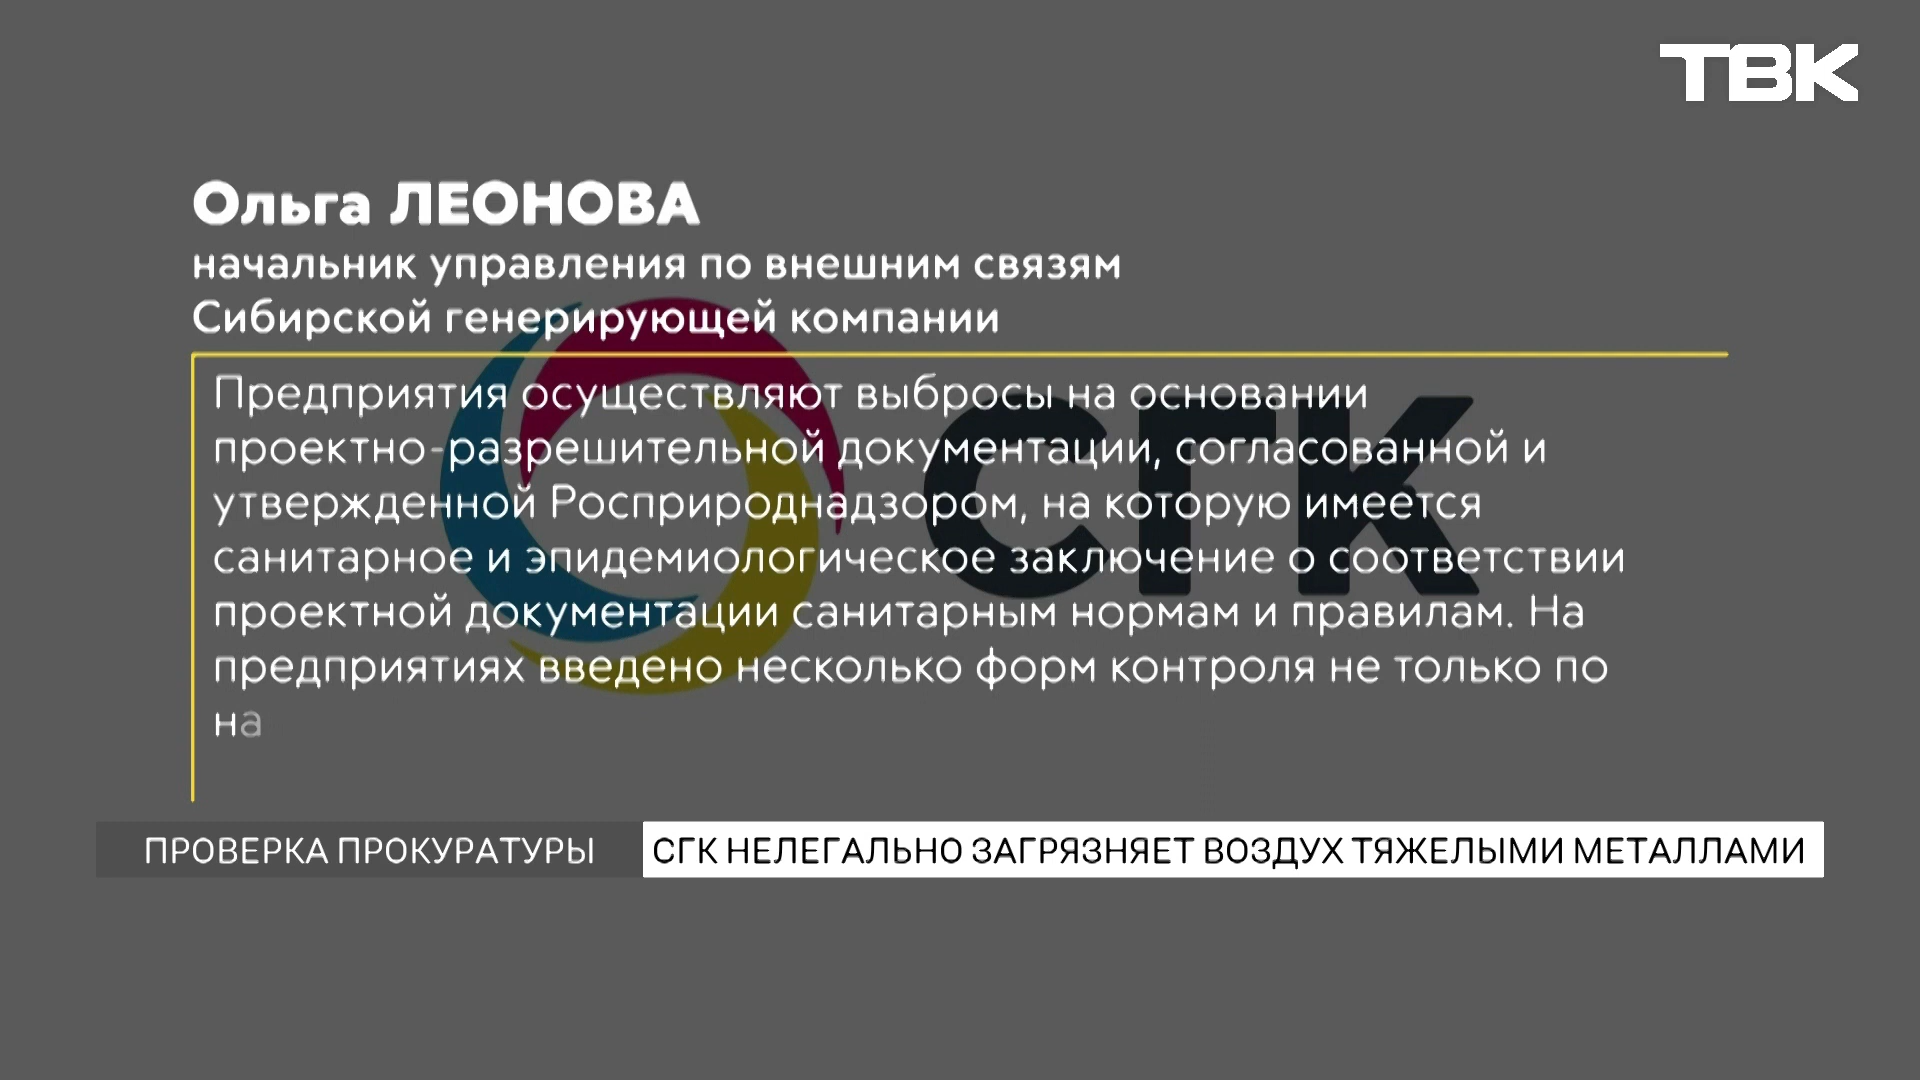 ТВК
Ольга ЛЕОНОВА
начальник управления по внешним связям
Сибирской генерирующей компании
Предприятия осуществляют выбросы на основании
проектно-разрешительной документации, согласованной и
утвержденной Росприроднадзором, на которую имеется
санитарное и эпидемиологическое заключение о соответствии
проектной документации санитарным нормам и правилам. На
предприятиях введено несколько форм контроля не только по
на
СГК
ПРОВЕРКА ПРОКУРАТУРЫ
СГК НЕЛЕГАЛЬНО ЗАГРЯЗНЯЕТ ВОЗДУХ ТЯЖЕЛЫМИ МЕТАЛЛАМИ